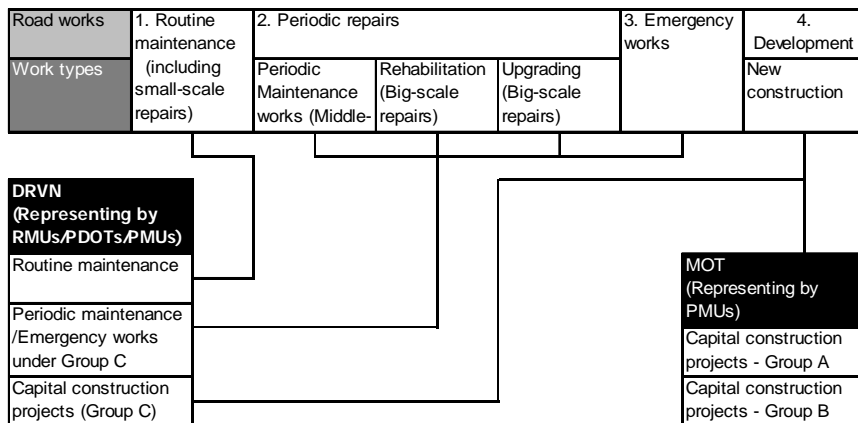 Road works
Work types
1. Routine
maintenance
(including
small-scale
repairs)
2. Periodic repairs
Periodic
Maintenance
works (Middle-
Rehabilitation
(Big-scale
repairs)
Upgrading
(Big-scale
repairs)
3. Emergency
works
4.
Development
New
construction
DRVN
(Representing by
RMUs/PDOTs/PMUs)
Routine maintenance
Periodic maintenance
/Emergency works
under Group C
Capital construction
projects (Group C)
MOT
(Representing by
PMUs)
Capital construction
projects - Group A
Capital construction
projects - Group B